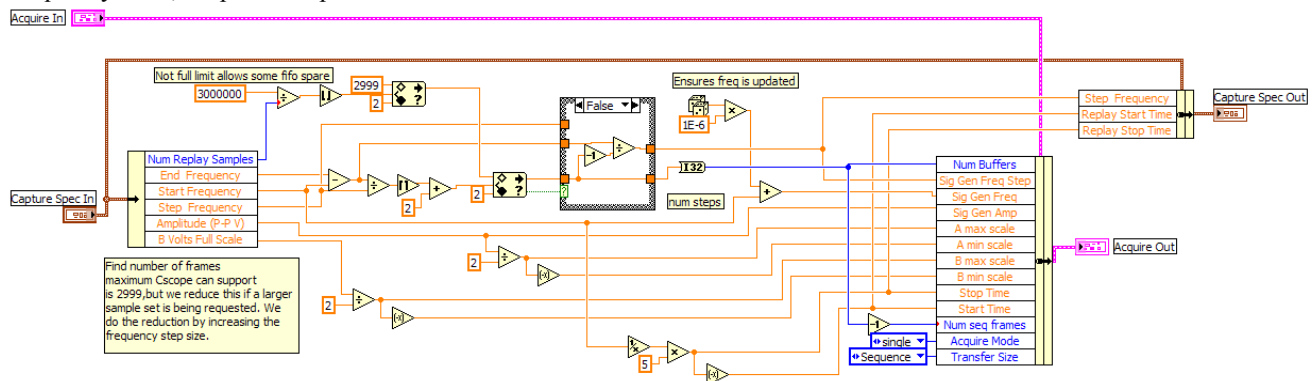 Acquire In
Not full limit allows some fifo spare
3000000
2999
2
False
Ensures freq is updated
1E-6
Step Frequency
Replay Start Time
Replay Stop Time
Capture Spec Out
Capture Spec In
Num Replay Samples
End Frequency
Start Frequency
Step Frequency
Amplitude (P-P V)
B Volts Full Scale
2
2
-1
?
I32
num steps
Num Buffers
Sig Gen Freq Step
Sig Gen Freq
Sig Gen Amp
A max scale
A min scale
B max scale
B min scale
Stop Time
Start Time
Num seq frames
Acquire Mode
Transfer Size
Acquire Out
2
2
Find number of frames
maximum Cscope can support
is 2999,but we reduce this if a larger
sample set is being requested. We
do the reduction by increasing the
frequency step size.
5
-1
single
Sequence